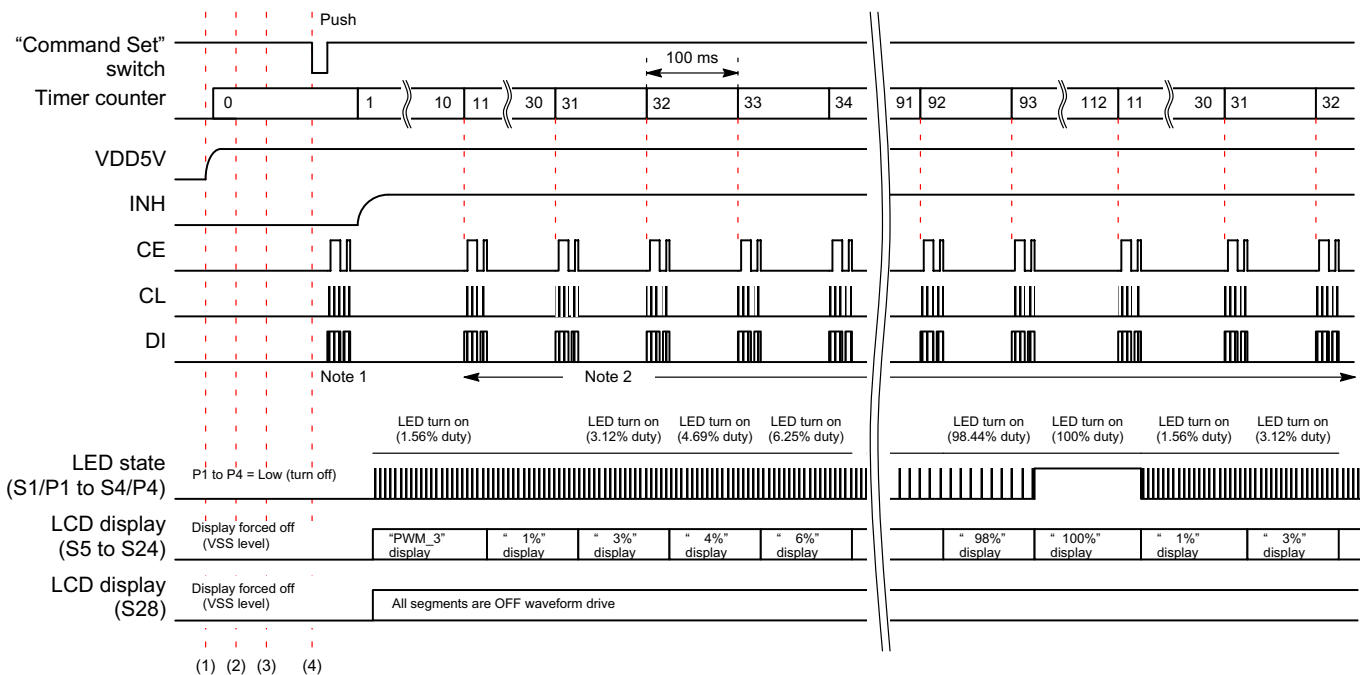 Push
“Command Set”
switch
100 ms
Timer counter
0 1 10 11 30 31 32 33 34 91 92 93 112 11 30 31 32
VDD5V
INH
CE
CL
DI
Note 1 Note 2
LED turn on (1.56% duty) LED turn on (3.12% duty) LED turn on (4.69% duty) LED turn on (6.25% duty) LED turn on (98.44% duty) LED turn on (100% duty) LED turn on (1.56% duty) LED turn on (3.12% duty)
LED state
(S1/P1 to S4/P4)
P1 to P4 = Low (turn off)
LCD display
(S5 to S24)
Display forced off
(VSS level)
“PWM_3” display “ 1%” display “ 3%” display “ 4%” display “ 6%” display “ 98%” display “ 100%” display “ 1%” display “ 3%” display
LCD display
(S28)
Display forced off
(VSS level)
All segments are OFF waveform drive
(1) (2) (3) (4)